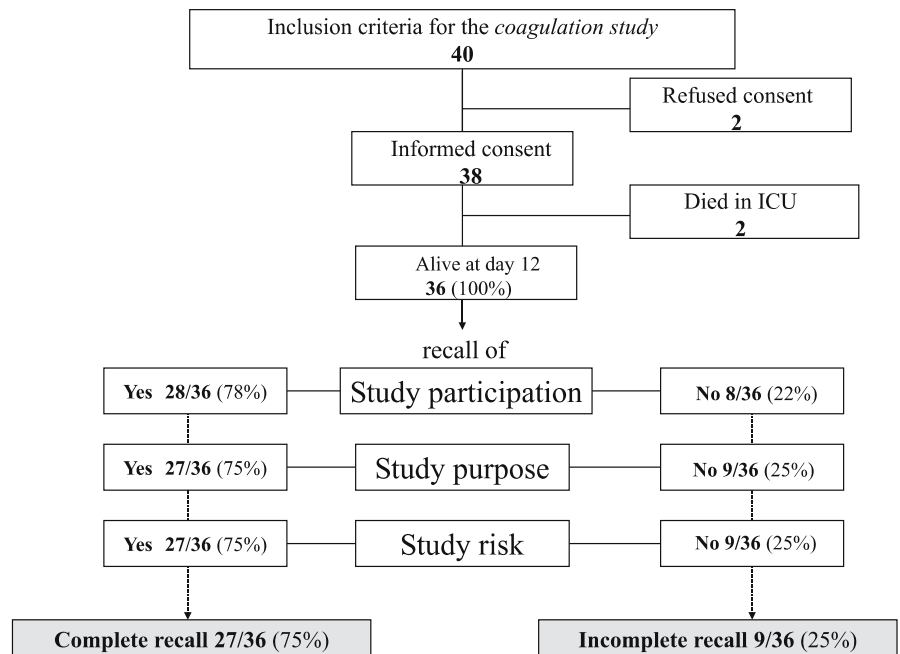 Inclusion criteria for the coagulation study
40
Refused consent
2
Informed consent
38
Died in ICU
2
Alive at day 12
36 (100%)
recall of
Yes 28/36 (78%)
Study participation
No 8/36 (22%)
Yes 27/36 (75%)
Study purpose
No 9/36 (25%)
Yes 27/36 (75%)
Study risk
No 9/36 (25%)
Complete recall 27/36 (75%)
Incomplete recall 9/36 (25%)